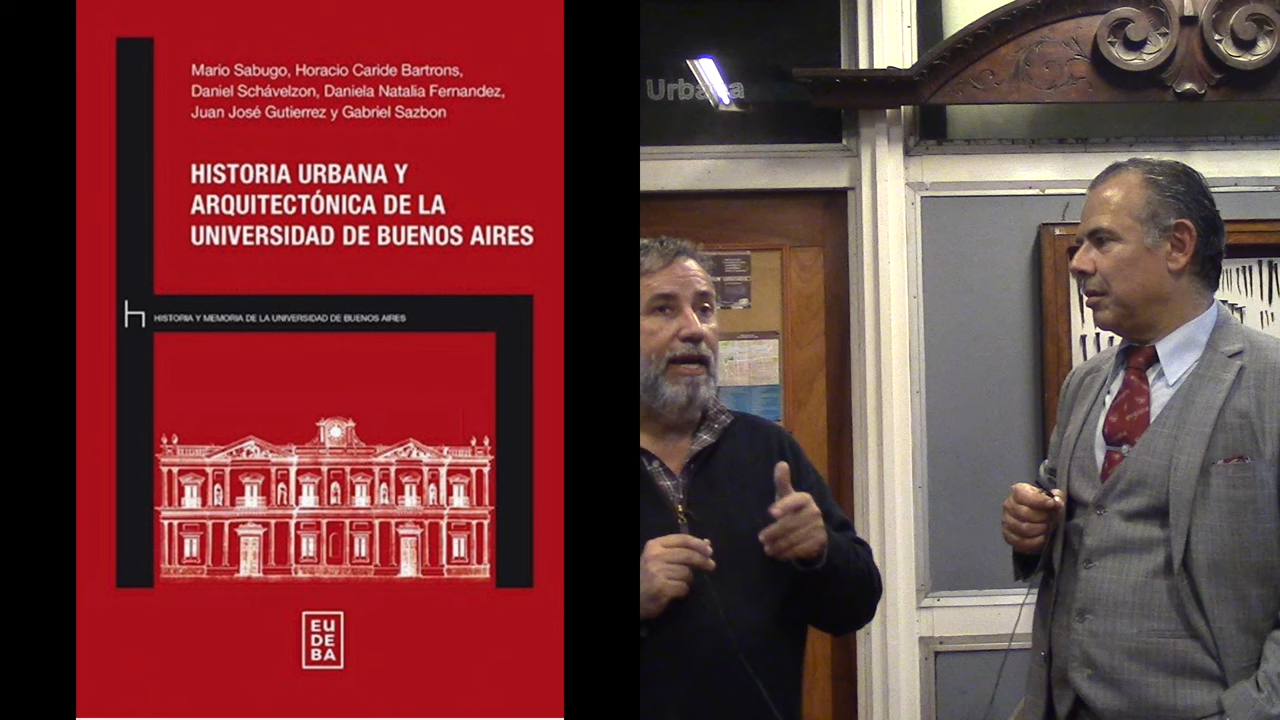 Mario Sabugo, Horacio Caride Bartrons,
Daniel Schávelzon, Daniela Natalia Fernandez,
Juan José Gutierrez y Gabriel Sazbon
HISTORIA URBANA Y
ARQUITECTÓNICA DE LA
UNIVERSIDAD DE BUENOS AIRES
HISTORIA Y MEMORIA DE LA UNIVERSIDAD DE BUENOS AIRES
EU
DE
BA
Urbana